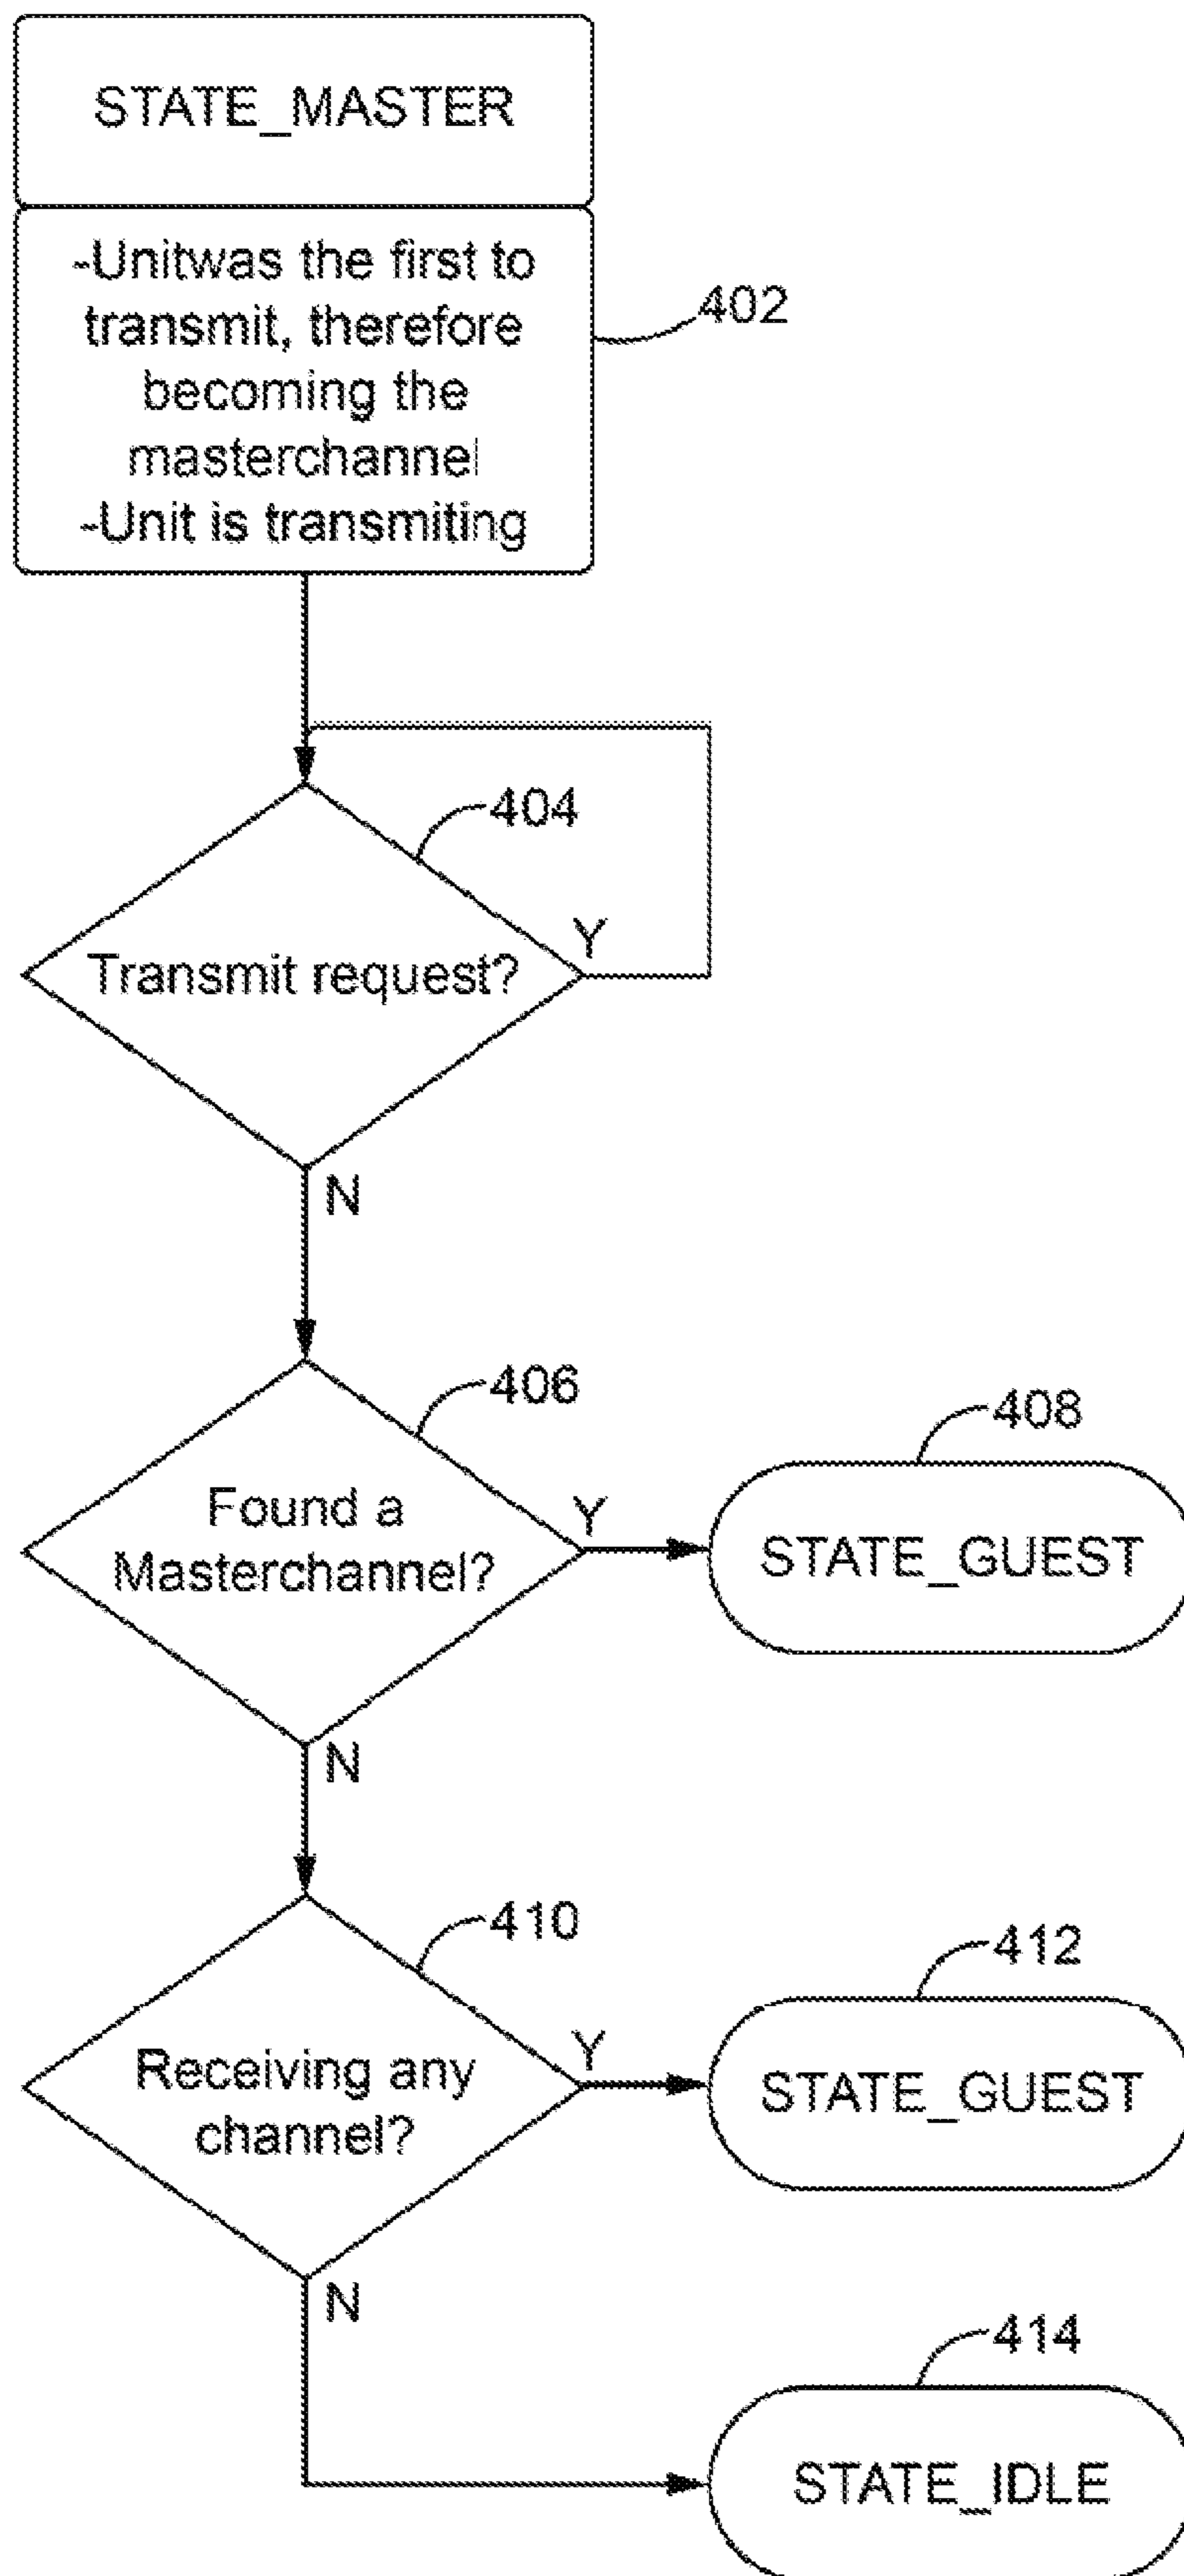 STATE_MASTER
-Unitwas the first to
transmit, therefore
becoming the
masterchannel
-Unit is transmiting
402
404
Y
Transmit request?
N
406
408
Found a
Masterchannel?
Y
STATE_GUEST
N
410
412
Receiving any
channel?
Y
STATE_GUEST
N
414
STATE_IDLE